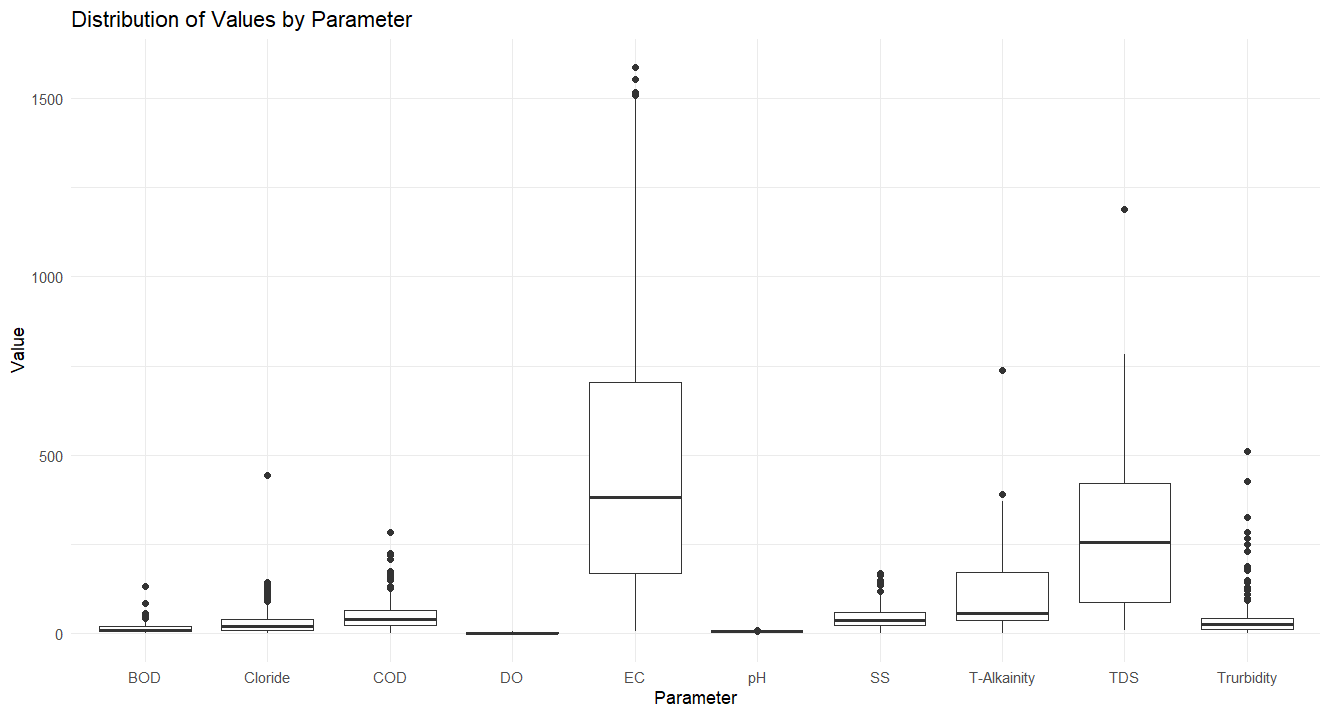 Distribution of Values by Parameter
1500
1000
500
0
Value
BOD Cloride COD DO EC pH SS T-Alkainity TDS Trurbidity
Parameter